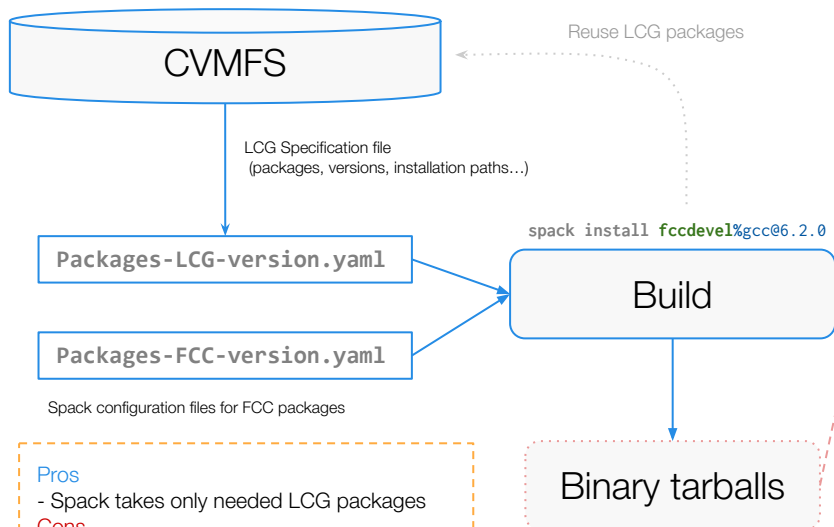 Reuse LCG packages
CVMFS
LCG Specification file
(packages, versions, installation paths…)
spack install fccdevel%gcc@6.2.0
Packages-LCG-version.yaml
Build
Packages-FCC-version.yaml
Spack configuration files for FCC packages
Binary tarballs
Pros
- Spack takes only needed LCG packages
Cons